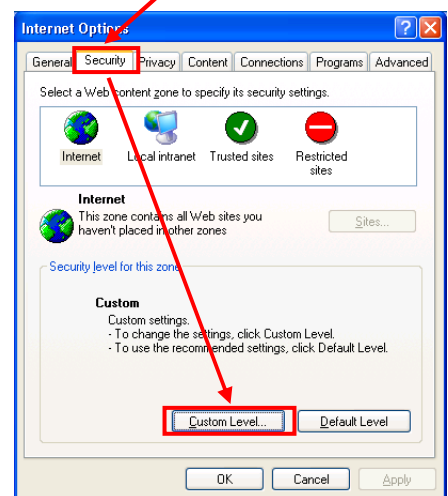 Internet Options
General Security Privacy Content Connections Programs Advanced
Select a Web content zone to specify its security settings.
Internet Local intranet Trusted sites Restricted sites
Internet
This zone contains all Web sites you
haven't placed in other zones
Sites...
Security level for this zone
Custom
Custom settings.
- To change the settings, click Custom Level.
- To use the recommended settings, click Default Level.
Custom Level... Default Level
OK Cancel Apply